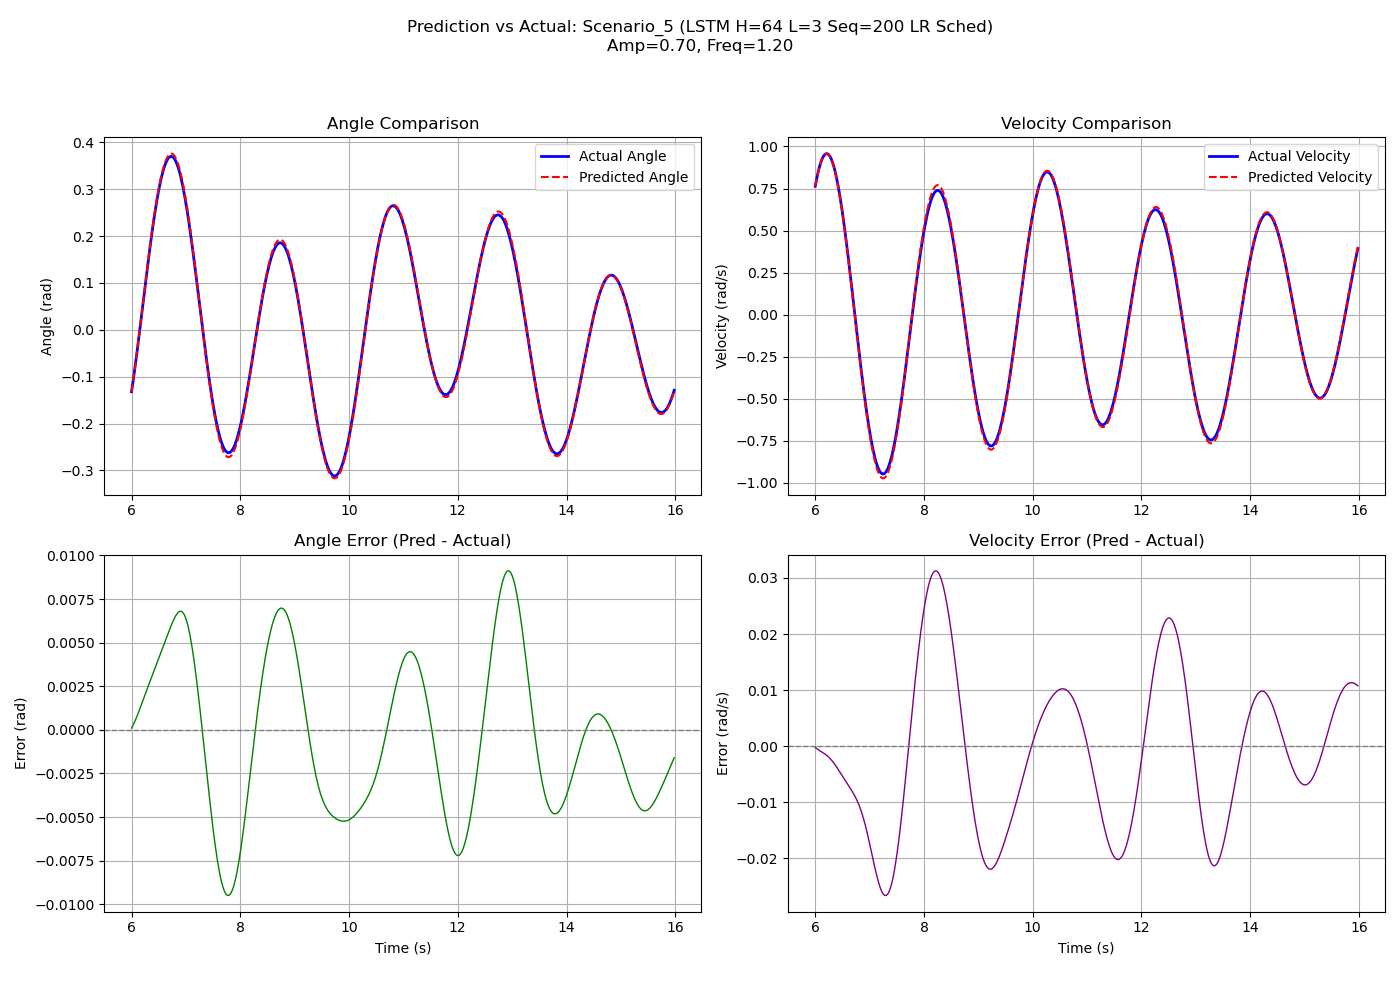 Prediction vs Actual: Scenario_5 (LSTM H=64 L=3 Seq=200 LR Sched)
Amp=0.70, Freq=1.20
Angle Comparison
Angle (rad)
0.4
0.3
0.2
0.1
0.0
−0.1
−0.2
−0.3
Actual Angle
Predicted Angle
6 8 10 12 14 16
Velocity Comparison
Velocity (rad/s)
1.00
0.75
0.50
0.25
0.00
−0.25
−0.50
−0.75
−1.00
Actual Velocity
Predicted Velocity
6 8 10 12 14 16
Angle Error (Pred - Actual)
Error (rad)
0.0100
0.0075
0.0050
0.0025
0.0000
−0.0025
−0.0050
−0.0075
−0.0100
6 8 10 12 14 16
Time (s)
Velocity Error (Pred - Actual)
Error (rad/s)
0.03
0.02
0.01
0.00
−0.01
−0.02
6 8 10 12 14 16
Time (s)